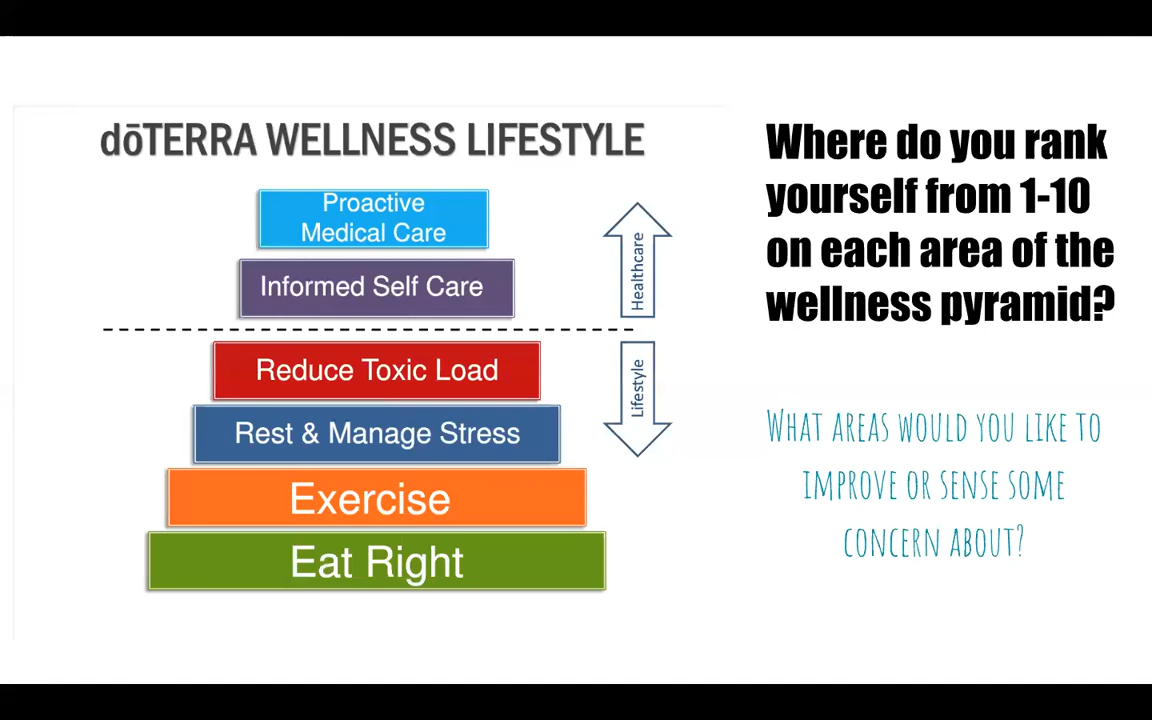 dōTERRA WELLNESS LIFESTYLE
Proactive
Medical Care
Informed Self Care
Healthcare
Reduce Toxic Load
Lifestyle
Rest & Manage Stress
Exercise
Eat Right
Where do you rank
yourself from 1-10
on each area of the
wellness pyramid?
WHAT AREAS WOULD YOU LIKE TO
IMPROVE OR SENSE SOME
CONCERN ABOUT?